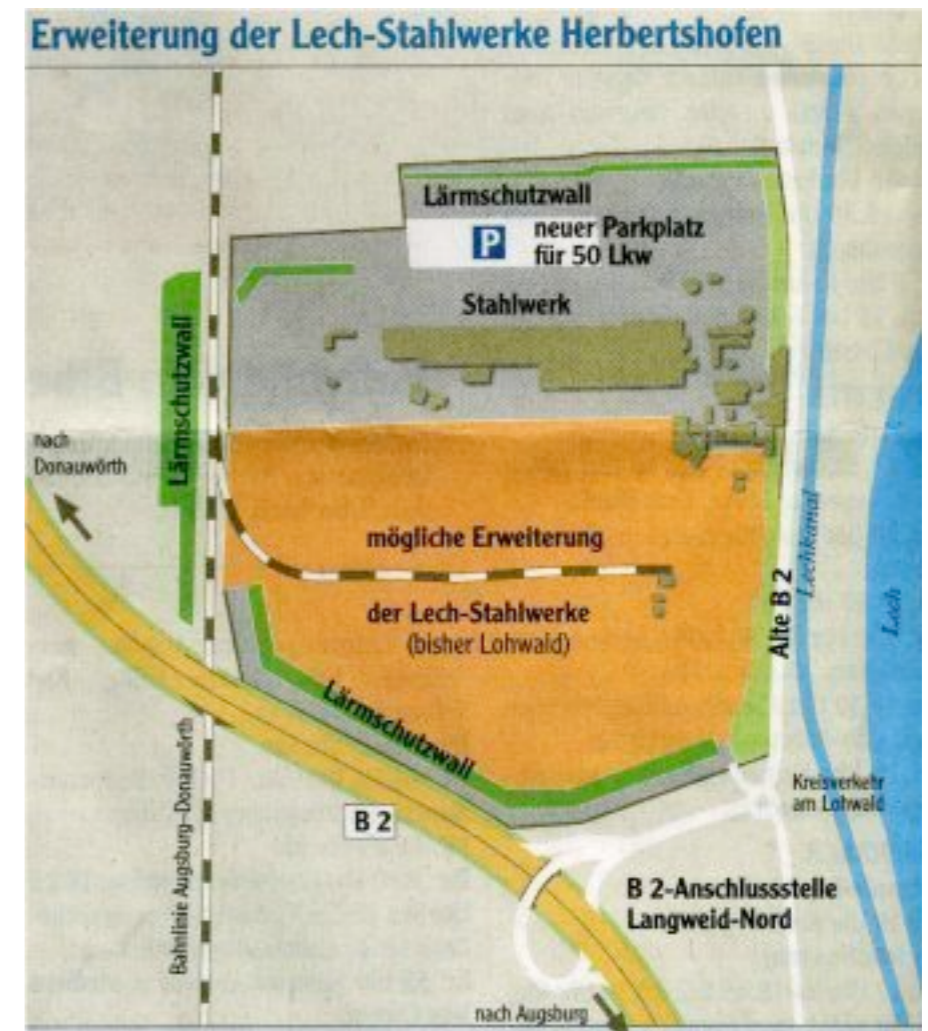 Erweiterung der Lech-Stahlwerke Herbertshofen
Lärmschutzwall
P
neuer Parkplatz
für 50 Lkw
Stahlwerk
Lärmschutzwall
nach
Donauwörth
mögliche Erweiterung
der Lech-Stahlwerke
(bisher Lohwald)
Alte B 2
Lechkanal
Lech
Lärmschutzwall
Bahnlinie Augsburg–Donauwörth
B 2
Kreisverkehr
am Lohwald
B 2-Anschlussstelle
Langweid-Nord
nach Augsburg